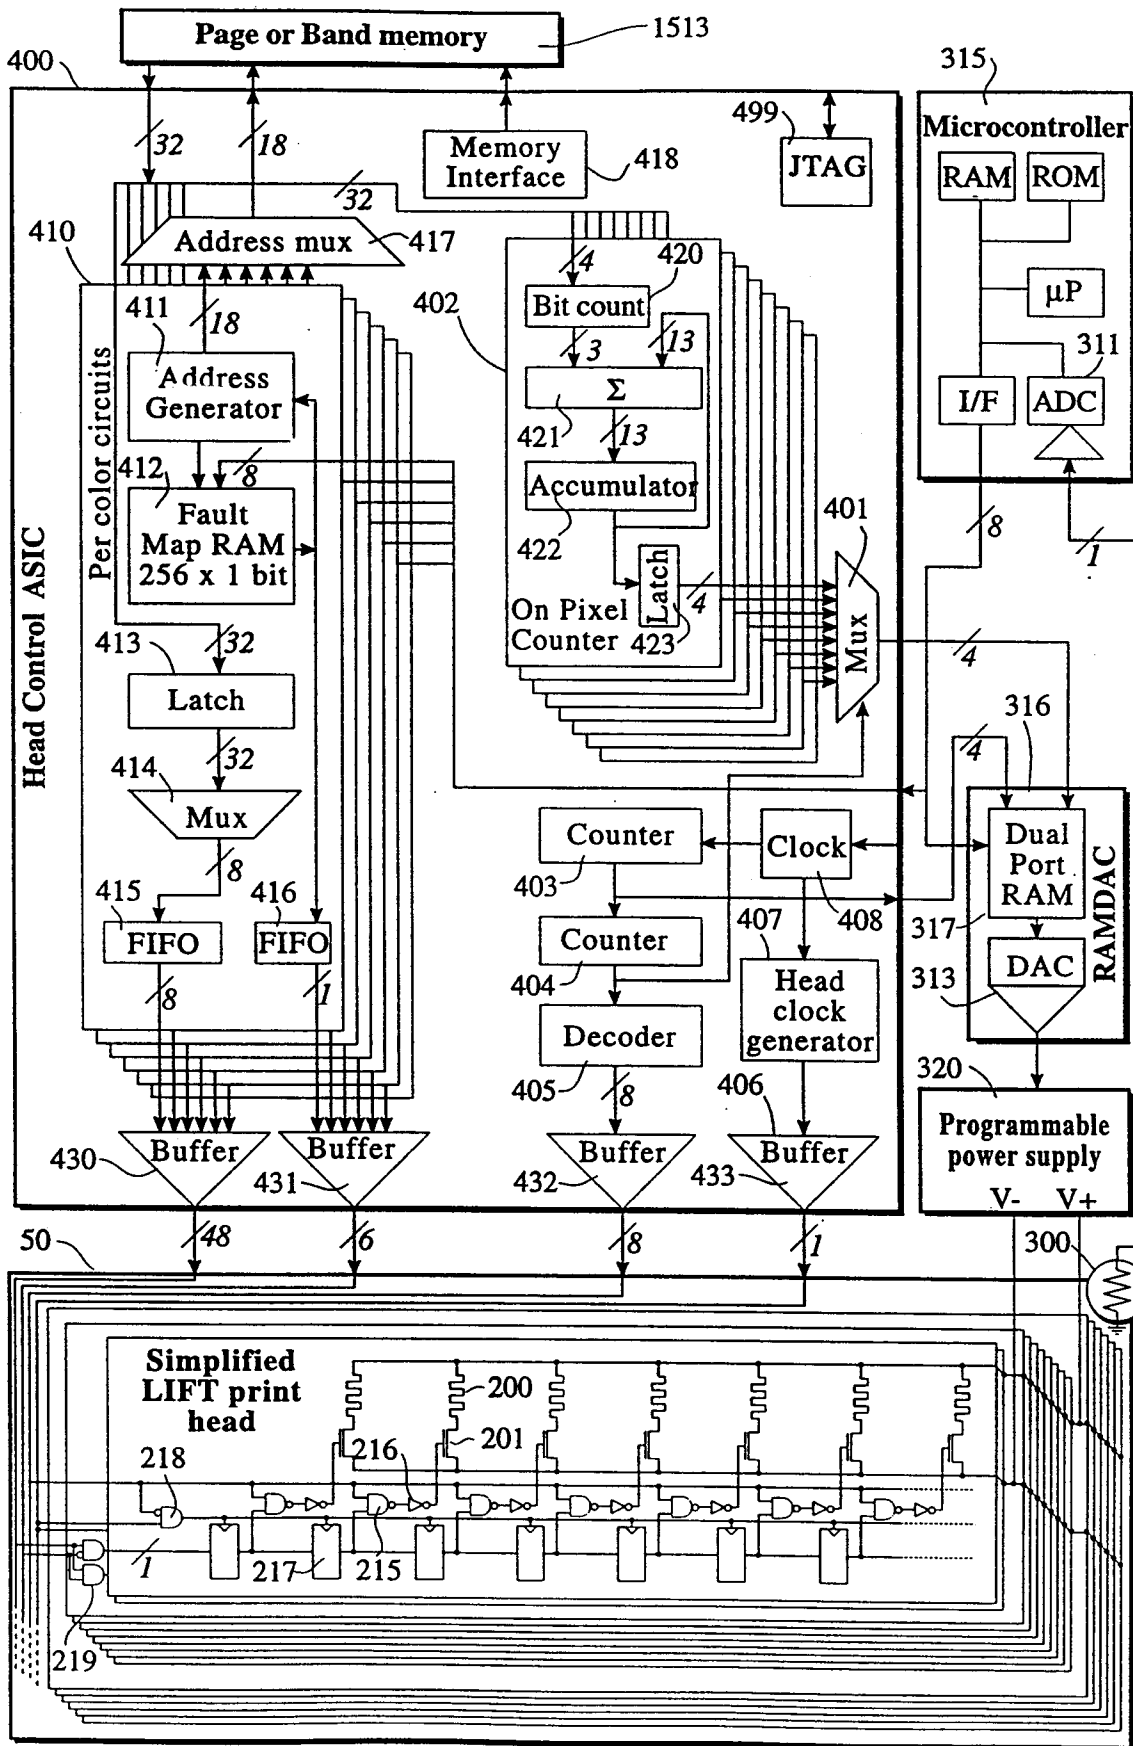 Page or Band memory
1513
400
32
18
Memory
Interface
418
499
JTAG
315
Microcontroller
RAM
ROM
µP
311
I/F
ADC
8
1
32
Address mux
417
410
411
18
Address
Generator
412
8
Fault
Map RAM
256 x 1 bit
Per color circuits
Head Control ASIC
413
32
Latch
32
414
Mux
8
415
416
FIFO
FIFO
8
1
402
4
420
Bit count
3
13
Σ
421
13
Accumulator
422
Latch
4
423
On Pixel
Counter
401
Mux
4
4
316
Dual
Port
RAM
317
RAMDAC
DAC
313
Counter
403
Clock
408
Counter
404
407
Head
clock
generator
Decoder
405
8
406
Buffer
430
Buffer
431
Buffer
432
Buffer
433
320
Programmable
power supply
V-
V+
48
6
8
1
50
300
Simplified
LIFT print
head
200
201
216
218
1
217
215
219